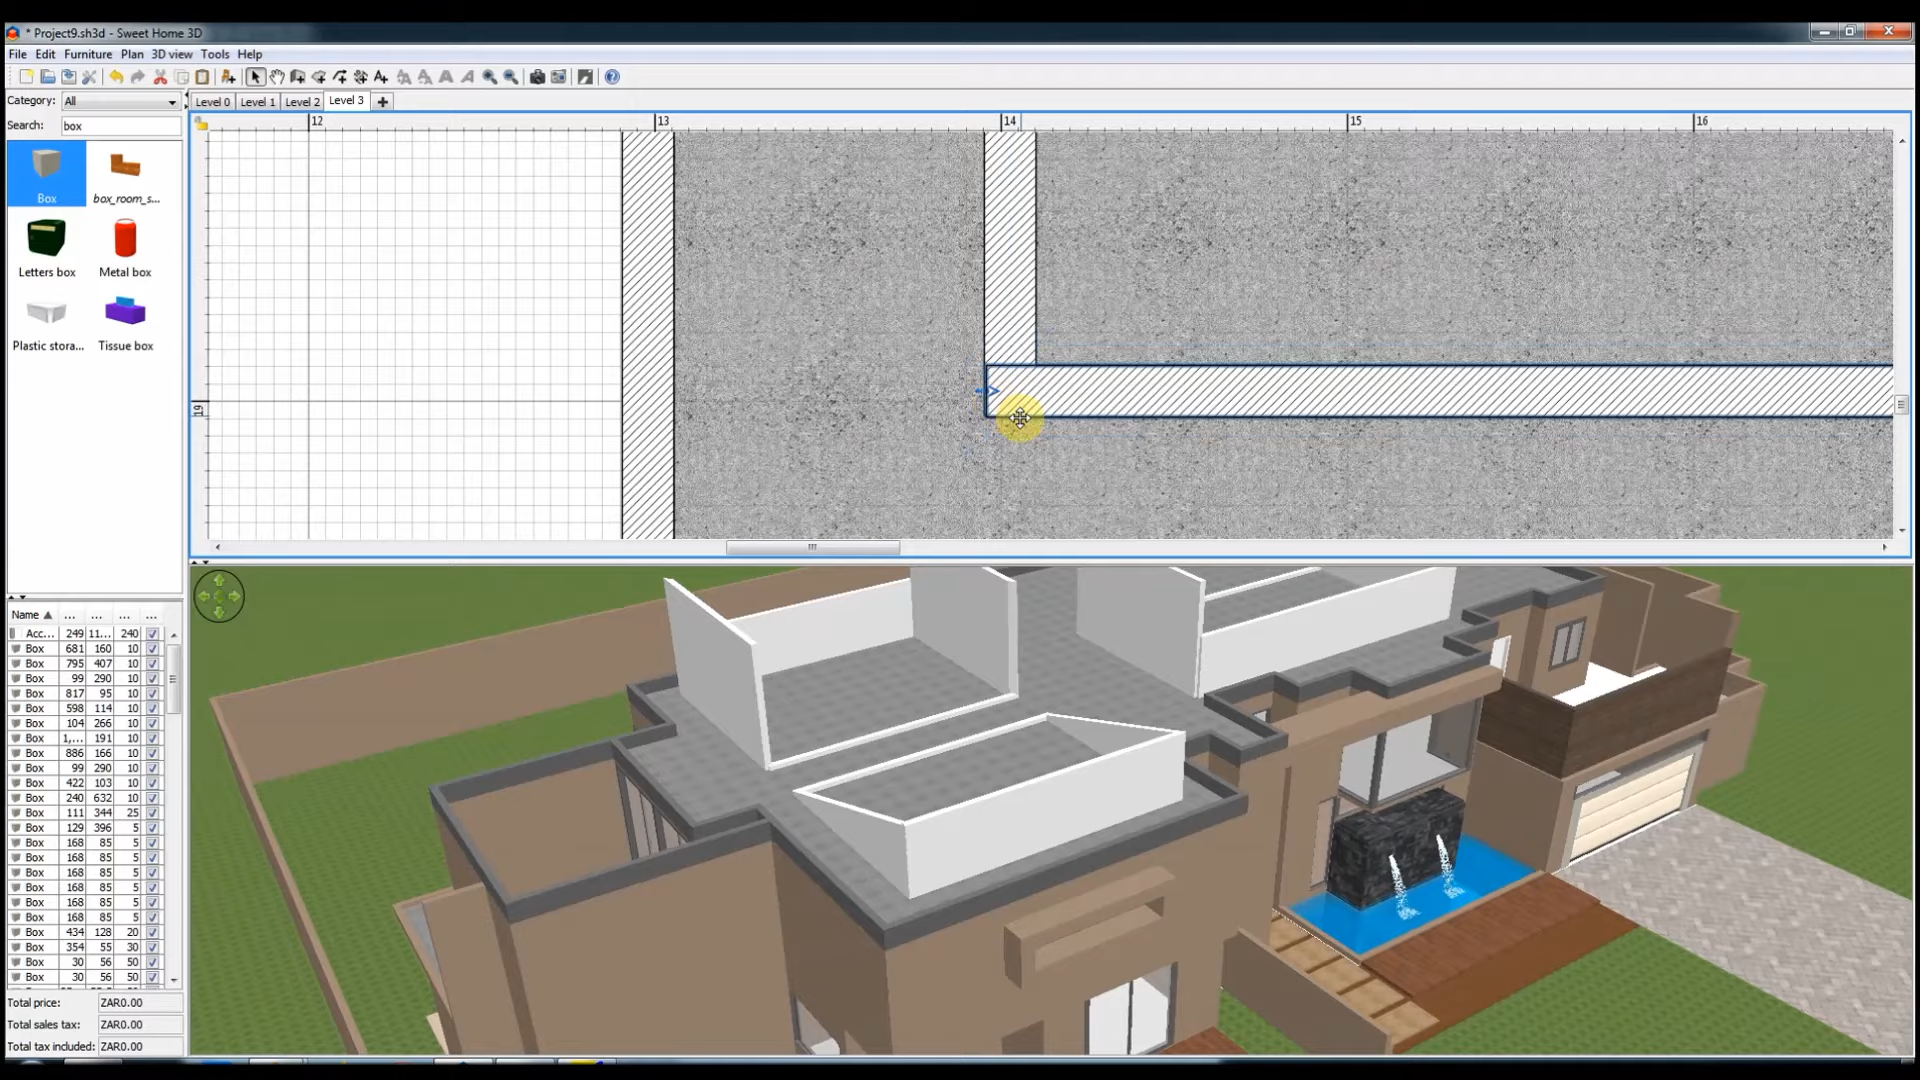 * Project9.sh3d - Sweet Home 3D
File Edit Furniture Plan 3D view Tools Help
Category: All
Level 0 Level 1 Level 2 Level 3
Search: box
12 13 14 15 16
19
Box box_room_s...
Letters box Metal box
Plastic stora... Tissue box
Name ... ... ... ...
Acc... 249 11... 240
Box 681 160 10
Box 795 407 10
Box 99 290 10
Box 817 95 10
Box 598 114 10
Box 104 266 10
Box 1,... 191 10
Box 886 166 10
Box 99 290 10
Box 422 103 10
Box 240 632 10
Box 111 344 25
Box 129 396 5
Box 168 85 5
Box 168 85 5
Box 168 85 5
Box 168 85 5
Box 168 85 5
Box 168 85 5
Box 434 128 20
Box 354 55 30
Box 30 56 50
Box 30 56 50
Total price: ZAR0.00
Total sales tax: ZAR0.00
Total tax included: ZAR0.00